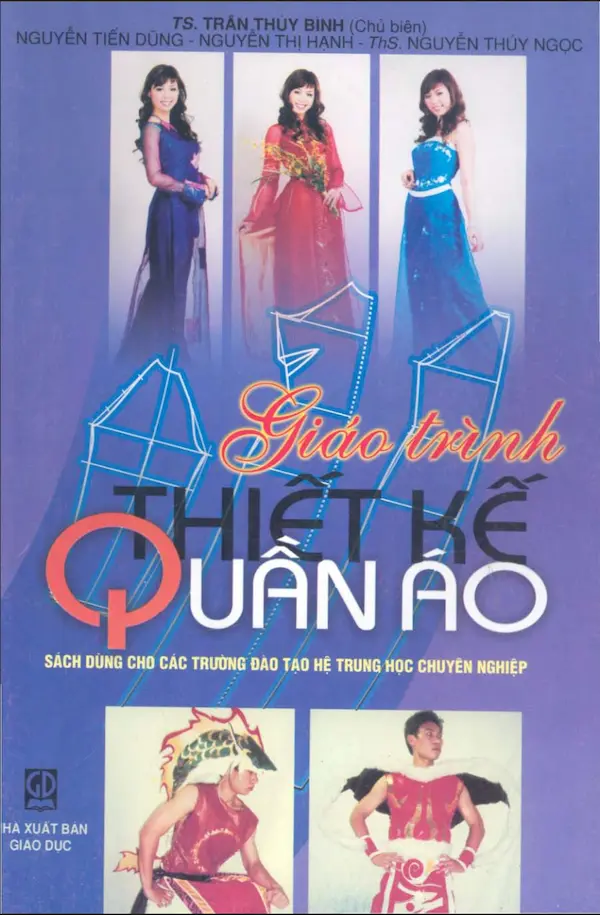 TS. TRẦN THỦY BÌNH (Chủ biên)
NGUYỄN TIẾN DŨNG - NGUYỄN THỊ HẠNH - ThS. NGUYỄN THÚY NGỌC
Giáo trình
THIẾT KẾ
QUẦN ÁO
SÁCH DÙNG CHO CÁC TRƯỜNG ĐÀO TẠO HỆ TRUNG HỌC CHUYÊN NGHIỆP
GD
HÀ XUẤT BẢN
GIÁO DỤC